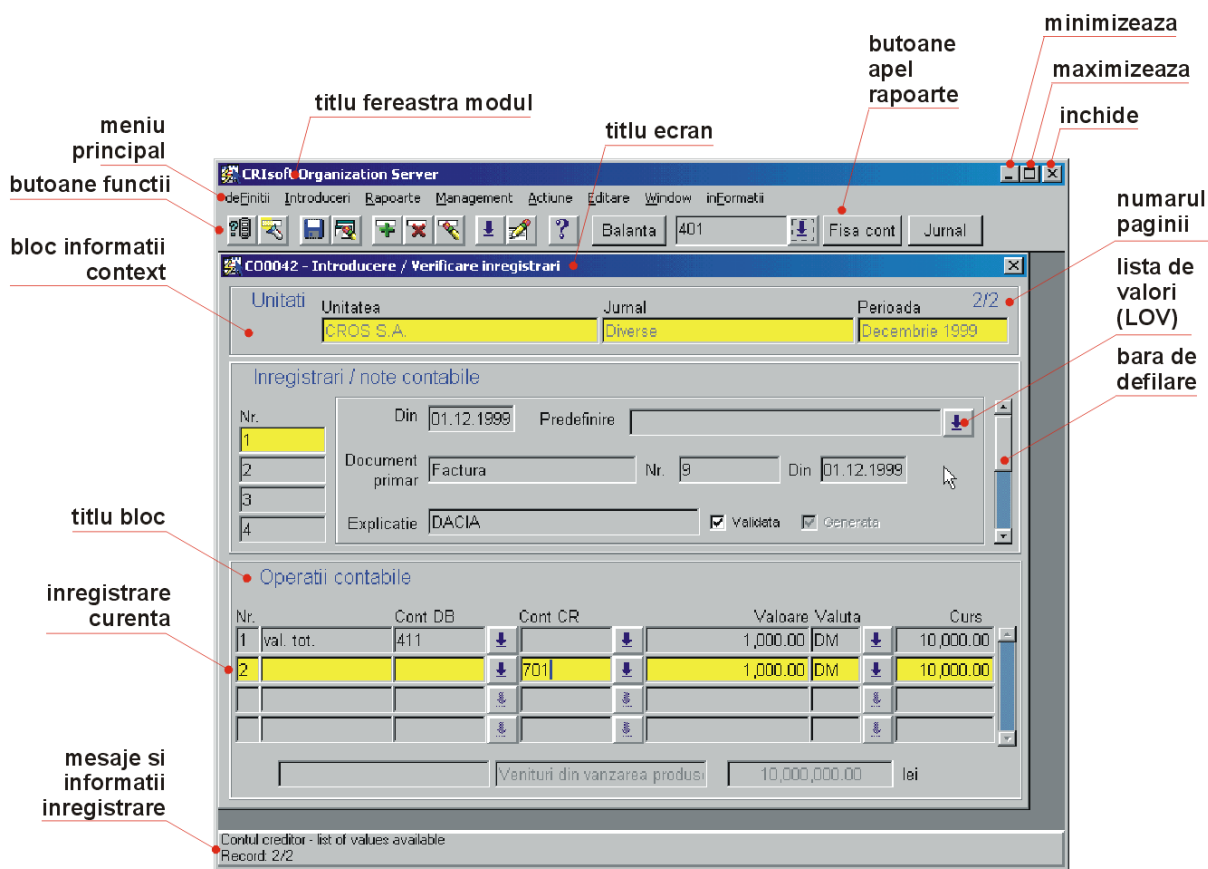 minimizeaza
butoane
apel
rapoarte
maximizeaza
titlu fereastra modul
inchide
meniu
principal
titlu ecran
butoane functii
numarul
paginii
bloc informatii
context
lista de
valori
(LOV)
bara de
defilare
titlu bloc
inregistrare
curenta
mesaje si
informatii
inregistrare
CRIsoft Organization Server
deFinitii Introduceri Rapoarte Management Actiune Editare Window inFormatii
Balanta 401 Fisa cont Jurnal
CO0042 - Introducere / Verificare inregistrari
Unitati 2/2
Unitatea Jurnal Perioada
CROS S.A. Diverse Decembrie 1999
Inregistrari / note contabile
Nr.
1
2
3
4
Din 01.12.1999 Predefinire
Document
primar Factura Nr. 9 Din 01.12.1999
Explicatie DACIA Validata Generata
Operatii contabile
Nr. Cont DB Cont CR Valoare Valuta Curs
1 val. tot. 411 1,000.00 DM 10,000.00
2 701 1,000.00 DM 10,000.00
Venituri din vanzarea produse 10,000,000.00 lei
Contul creditor - list of values available
Record: 2/2